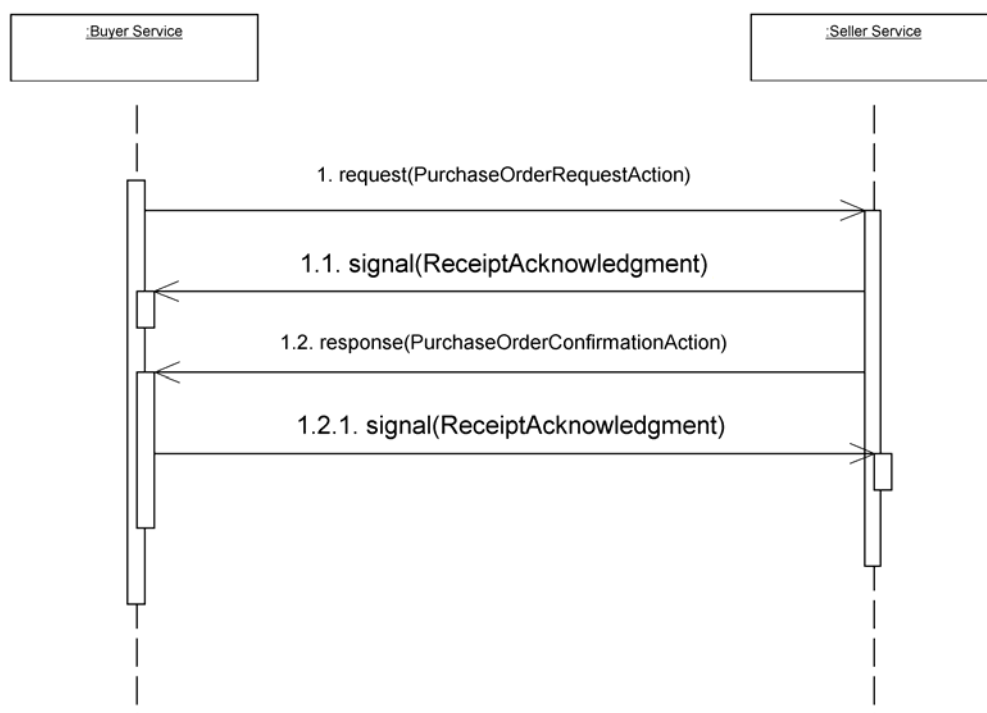 :Buyer Service
:Seller Service
1. request(PurchaseOrderRequestAction)
1.1. signal(ReceiptAcknowledgment)
1.2. response(PurchaseOrderConfirmationAction)
1.2.1. signal(ReceiptAcknowledgment)